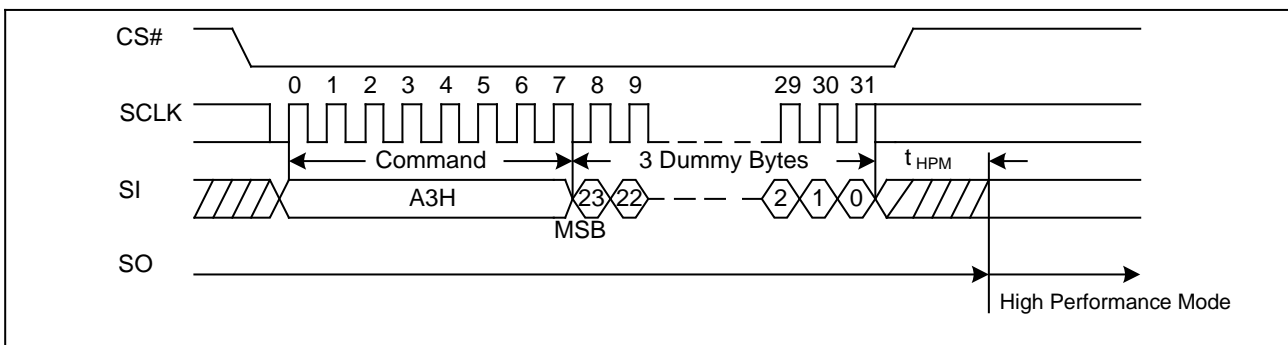 CS#
0 1 2 3 4 5 6 7 8 9 29 30 31
SCLK
Command 3 Dummy Bytes t HPM
SI A3H 23 22 2 1 0
MSB
SO
High Performance Mode